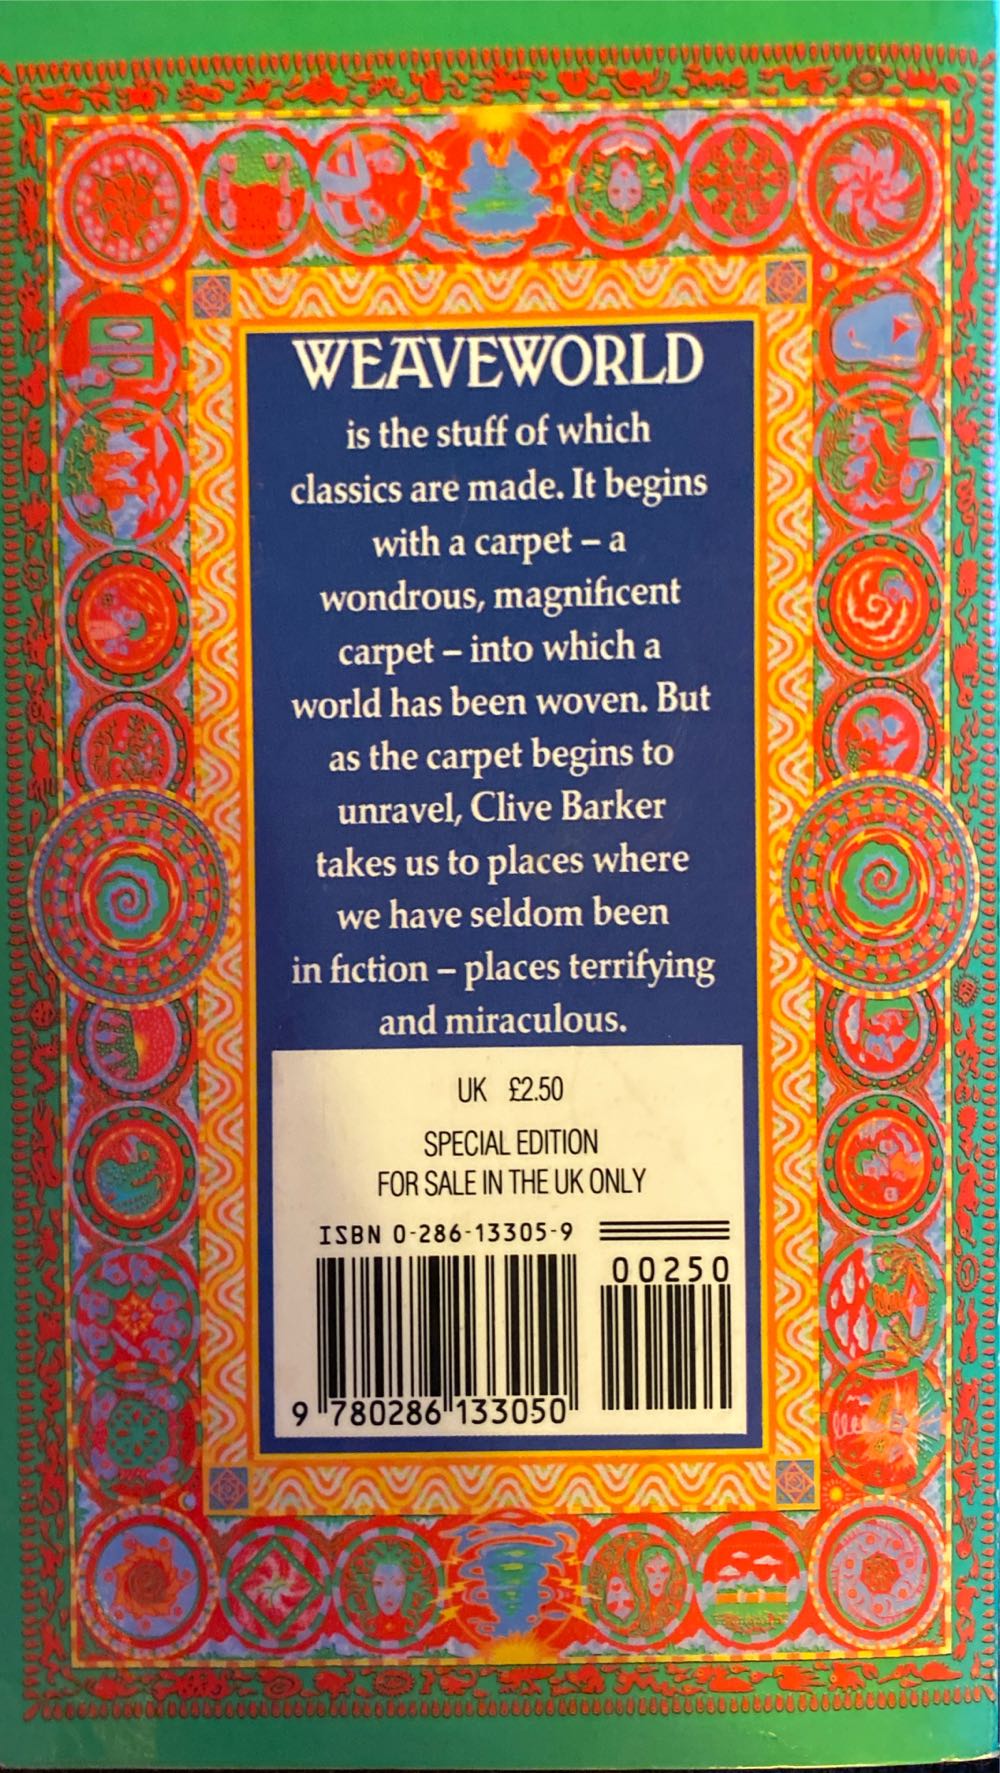 WEAVEWORLD
is the stuff of which
classics are made. It begins
with a carpet – a
wondrous, magnificent
carpet – into which a
world has been woven. But
as the carpet begins to
unravel, Clive Barker
takes us to places where
we have seldom been
in fiction – places terrifying
and miraculous.
UK £2.50
SPECIAL EDITION
FOR SALE IN THE UK ONLY
ISBN 0-286-13305-9
00250
9 780286 133050